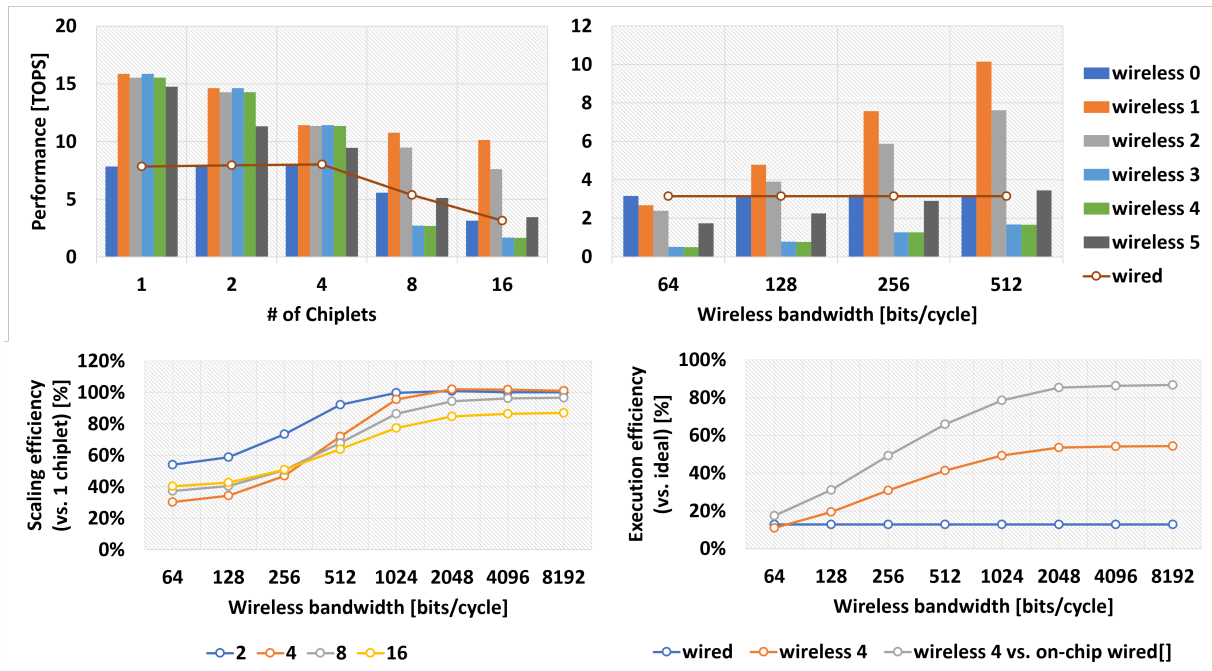 Performance [TOPS]
20
15
10
5
0
1 2 4 8 16
# of Chiplets
12
10
8
6
4
2
0
64 128 256 512
Wireless bandwidth [bits/cycle]
wireless 0
wireless 1
wireless 2
wireless 3
wireless 4
wireless 5
wired
Scaling efficiency
(vs. 1 chiplet) [%]
120%
100%
80%
60%
40%
20%
0%
64 128 256 512 1024 2048 4096 8192
Wireless bandwidth [bits/cycle]
2 4 8 16
Execution efficiency
(vs. ideal) [%]
100%
80%
60%
40%
20%
0%
64 128 256 512 1024 2048 4096 8192
Wireless bandwidth [bits/cycle]
wired wireless 4 wireless 4 vs. on-chip wired[]